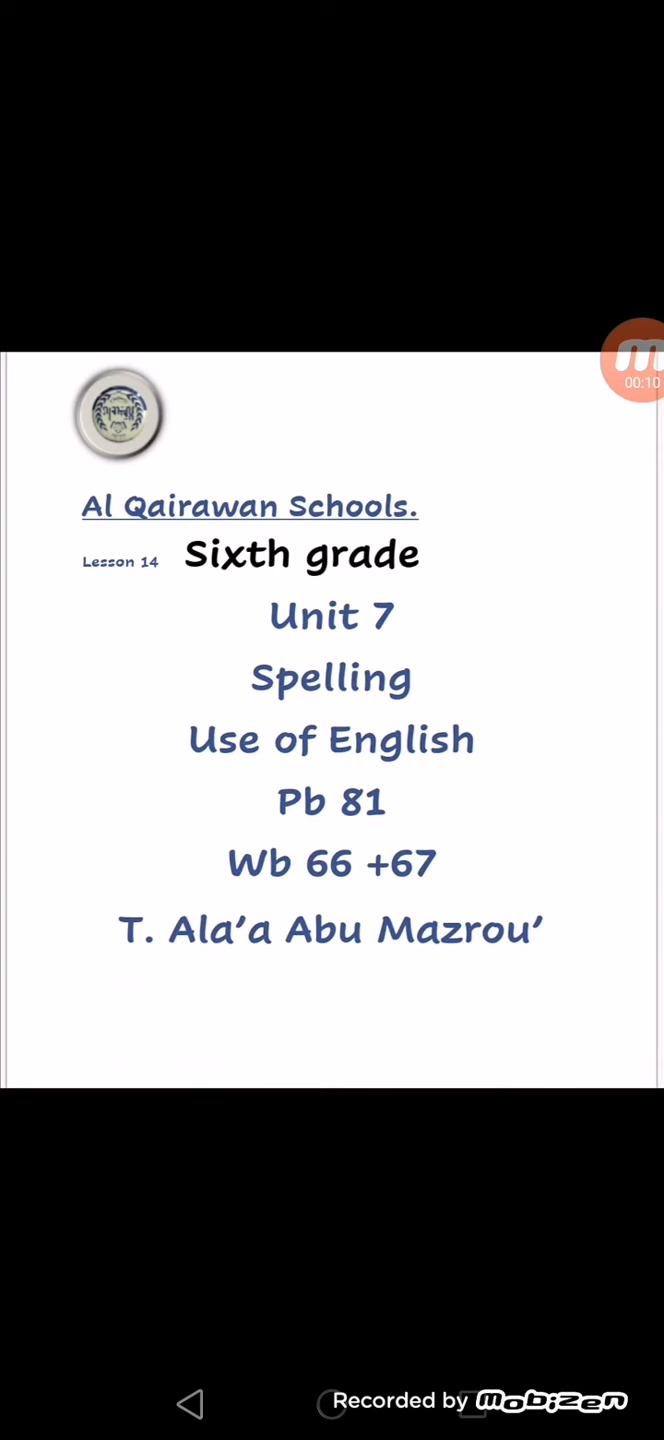 00:10
Al Qairawan Schools.
Lesson 14 Sixth grade
Unit 7
Spelling
Use of English
Pb 81
Wb 66 +67
T. Ala’a Abu Mazrou’
Recorded by mobizen